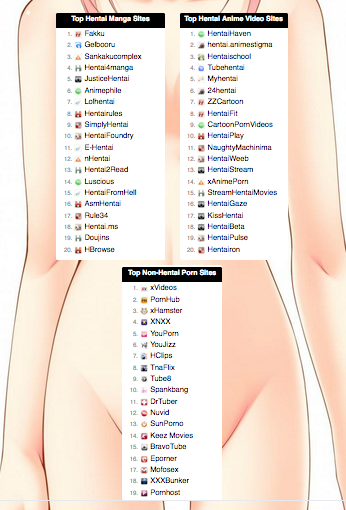 Top Hentai Manga Sites
1. Fakku
2. Gelbooru
3. Sankakucomplex
4. Hentai4manga
5. JusticeHentai
6. Animephile
7. Lolhentai
8. Hentairules
9. SimplyHentai
10. HentaiFoundry
11. E-Hentai
12. nHentai
13. Hentai2Read
14. Luscious
15. HentaiFromHell
16. AsmHentai
17. Rule34
18. Hentai.ms
19. Doujins
20. HBrowse
Top Hentai Anime Video Sites
1. HentaiHaven
2. hentai.animestigma
3. Hentaischool
4. Tubehentai
5. Myhentai
6. 24hentai
7. ZZCartoon
8. HentaiFit
9. CartoonPornVideos
10. HentaiPlay
11. NaughtyMachinima
12. HentaiWeeb
13. HentaiStream
14. xAnimePorn
15. StreamHentaiMovies
16. HentaiGaze
17. KissHentai
18. HentaiBeta
19. HentaiPulse
20. Hentairon
Top Non-Hentai Porn Sites
1. xVideos
2. PornHub
3. xHamster
4. XNXX
5. YouPorn
6. YouJizz
7. HClips
8. TnaFlix
9. Tube8
10. Spankbang
11. DrTuber
12. Nuvid
13. SunPorno
14. Keez Movies
15. BravoTube
16. Eporner
17. Mofosex
18. XXXBunker
19. Pornhost